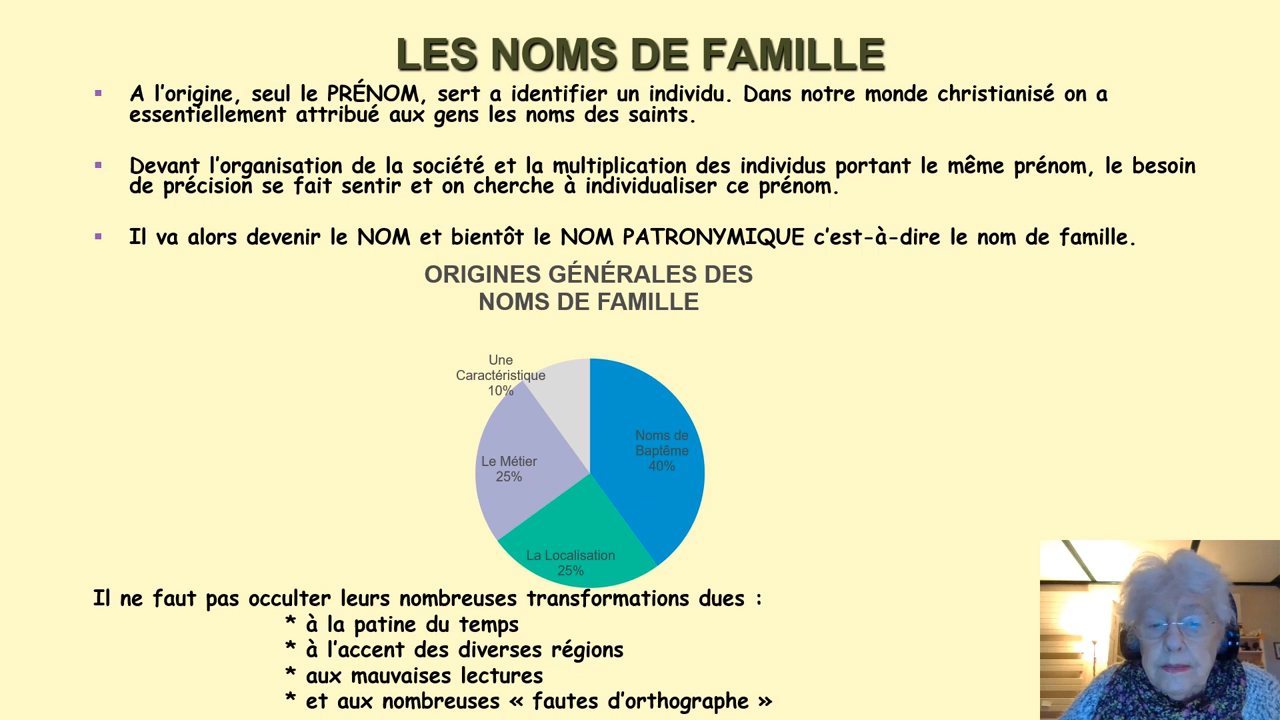 LES NOMS DE FAMILLE
▪ A l’origine, seul le PRÉNOM, sert a identifier un individu. Dans notre monde christianisé on a
essentiellement attribué aux gens les noms des saints.
▪ Devant l’organisation de la société et la multiplication des individus portant le même prénom, le besoin
de précision se fait sentir et on cherche à individualiser ce prénom.
▪ Il va alors devenir le NOM et bientôt le NOM PATRONYMIQUE c’est-à-dire le nom de famille.
ORIGINES GÉNÉRALES DES
NOMS DE FAMILLE
Une
Caractéristique
10%
Noms de
Baptême
40%
Le Métier
25%
La Localisation
25%
Il ne faut pas occulter leurs nombreuses transformations dues :
* à la patine du temps
* à l’accent des diverses régions
* aux mauvaises lectures
* et aux nombreuses « fautes d’orthographe »